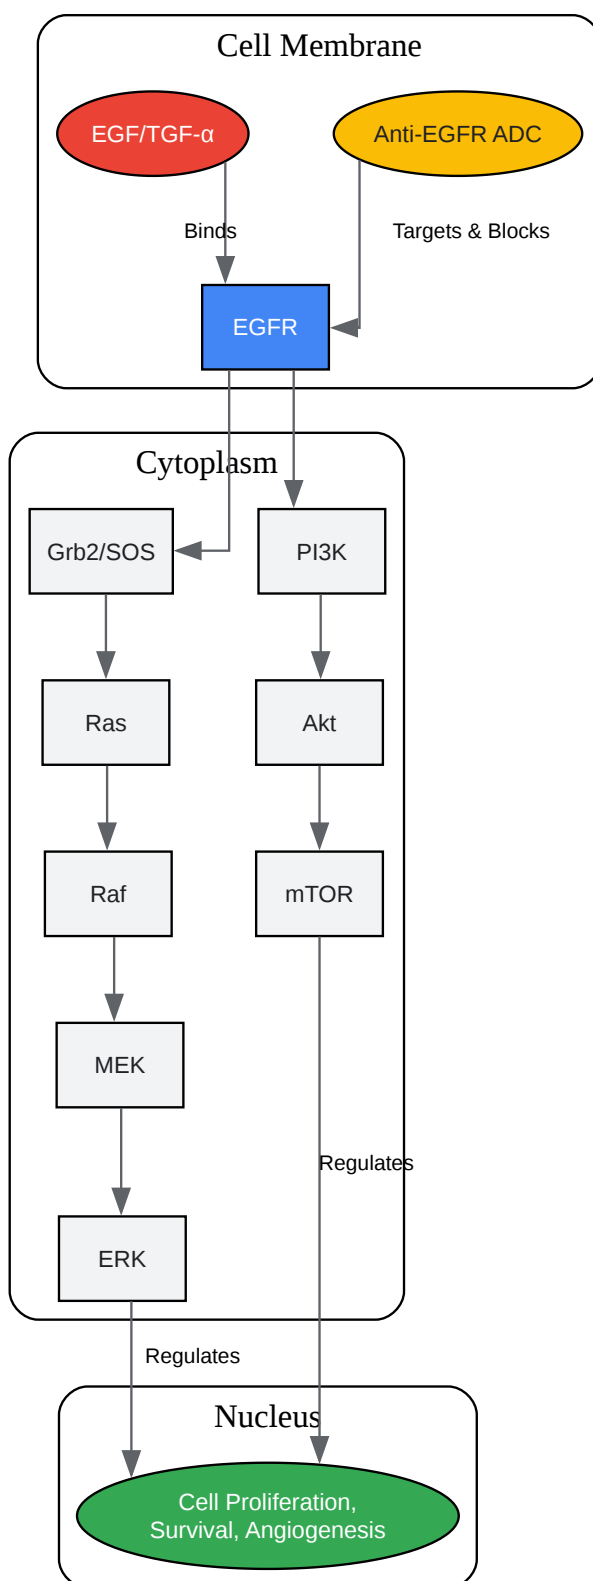 Cell Membrane
EGF/TGF-α
Anti-EGFR ADC
Binds
Targets & Blocks
EGFR
Cytoplasm
Grb2/SOS
PI3K
Ras
Akt
Raf
mTOR
MEK
Regulates
ERK
Regulates
Nucleus
Cell Proliferation,
Survival, Angiogenesis